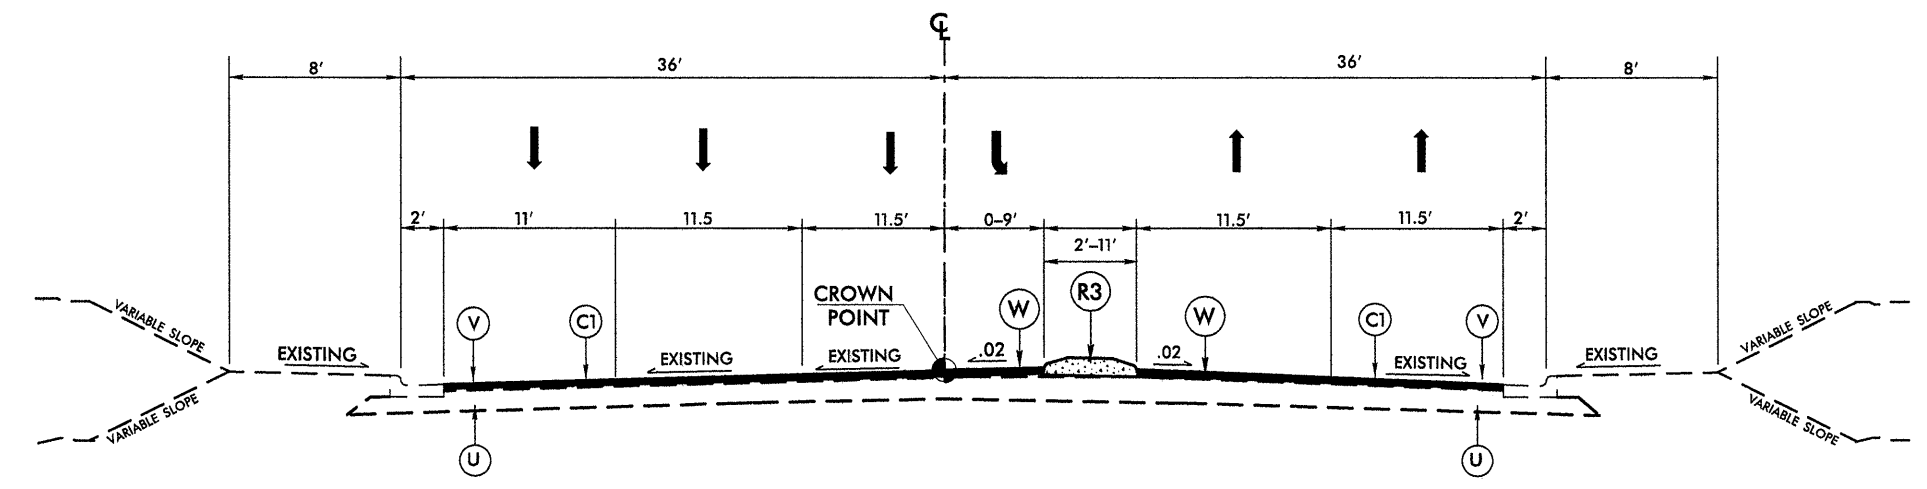 ℄
8' 36' 36' 8'
2' 11' 11.5 11.5' 0-9' 11.5' 11.5' 2'
2'-11'
CROWN
POINT
V C1 W R3 W C1 V
VARIABLE SLOPE EXISTING EXISTING EXISTING .02 .02 EXISTING EXISTING VARIABLE SLOPE
VARIABLE SLOPE VARIABLE SLOPE
U U